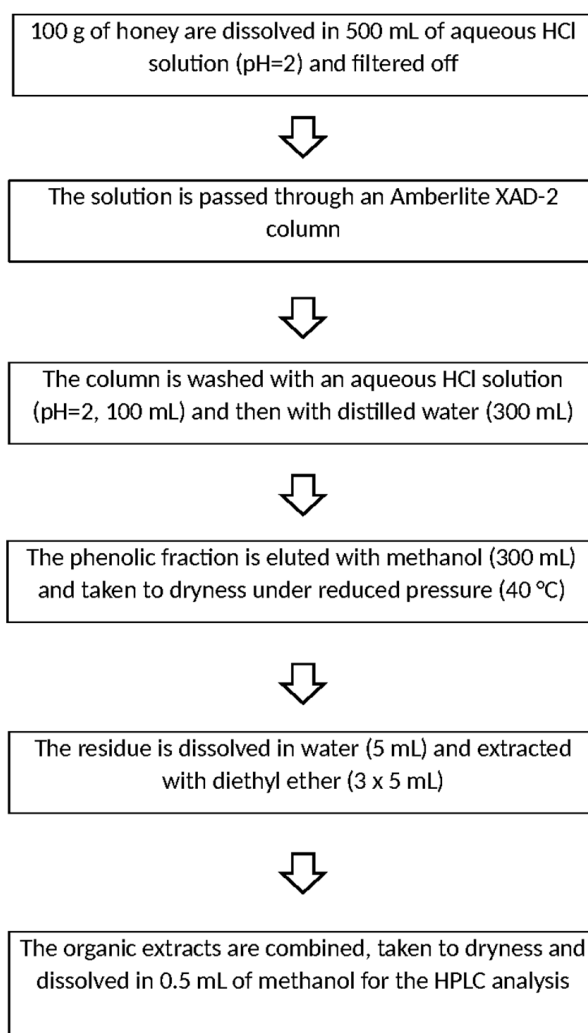 100 g of honey are dissolved in 500 mL of aqueous HCl
solution (pH=2) and filtered off
The solution is passed through an Amberlite XAD-2
column
The column is washed with an aqueous HCl solution
(pH=2, 100 mL) and then with distilled water (300 mL)
The phenolic fraction is eluted with methanol (300 mL)
and taken to dryness under reduced pressure (40 °C)
The residue is dissolved in water (5 mL) and extracted
with diethyl ether (3 x 5 mL)
The organic extracts are combined, taken to dryness and
dissolved in 0.5 mL of methanol for the HPLC analysis